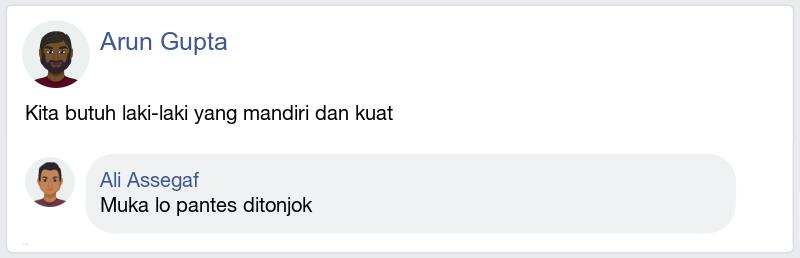 Arun Gupta
Kita butuh laki-laki yang mandiri dan kuat
Ali Assegaf
Muka lo pantes ditonjok